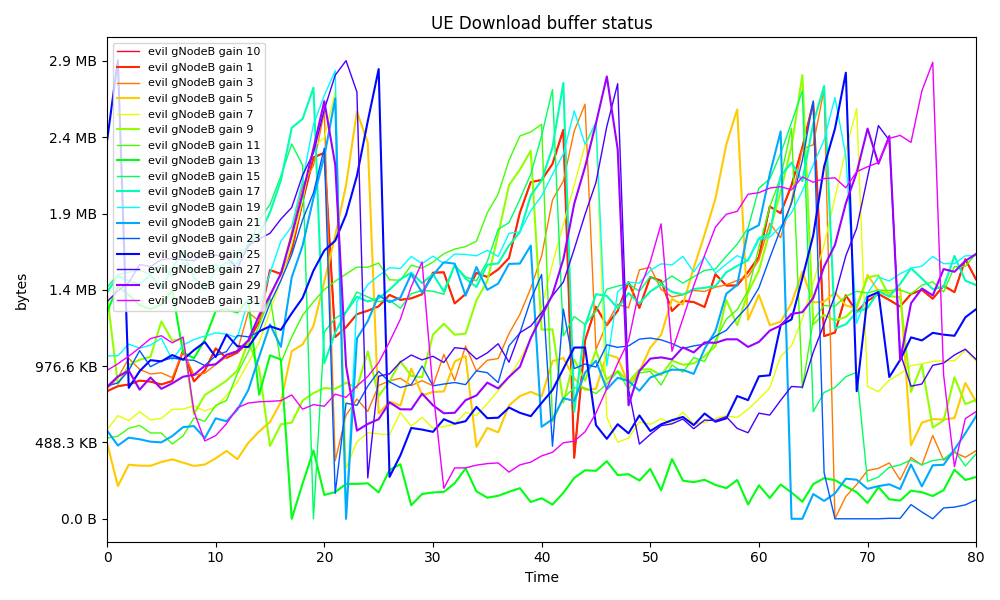 UE Download buffer status
bytes
2.9 MB
2.4 MB
1.9 MB
1.4 MB
976.6 KB
488.3 KB
0.0 B
evil gNodeB gain 10
evil gNodeB gain 1
evil gNodeB gain 3
evil gNodeB gain 5
evil gNodeB gain 7
evil gNodeB gain 9
evil gNodeB gain 11
evil gNodeB gain 13
evil gNodeB gain 15
evil gNodeB gain 17
evil gNodeB gain 19
evil gNodeB gain 21
evil gNodeB gain 23
evil gNodeB gain 25
evil gNodeB gain 27
evil gNodeB gain 29
evil gNodeB gain 31
0 10 20 30 40 50 60 70 80
Time